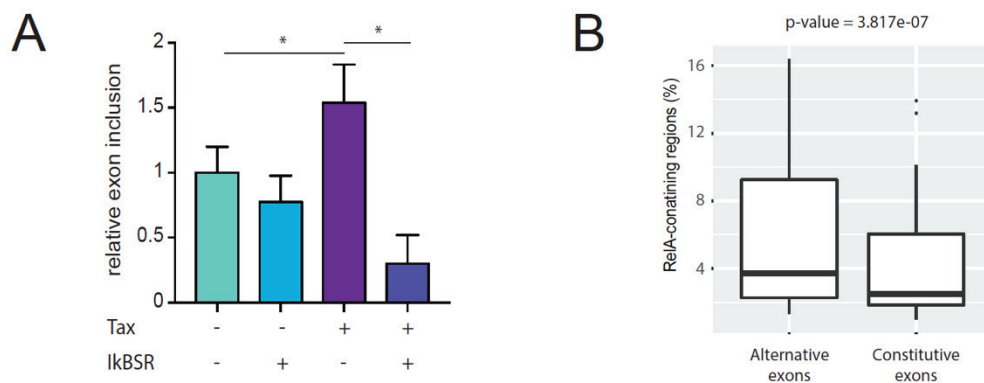 A
relative exon inclusion
2
1.5
1
0.5
0
* *
Tax - - + +
IkBSR - + - +
B
p-value = 3.817e-07
RelA-conatining regions (%)
16
12
8
4
Alternative exons
Constitutive exons